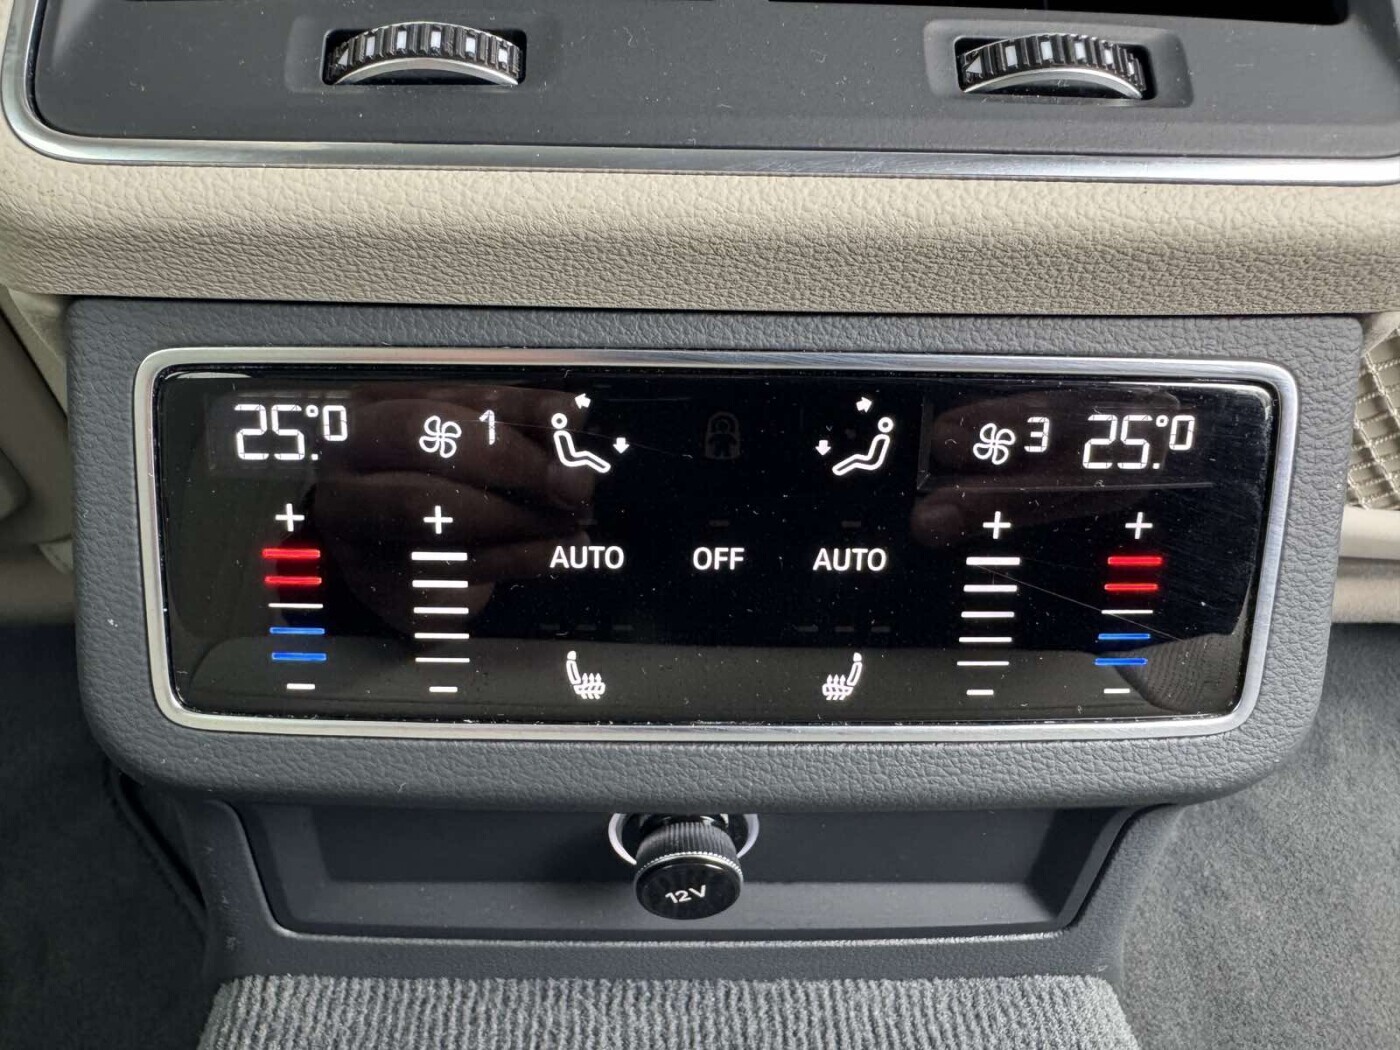 25.0° 1 3 25.0°
+ + + +
AUTO OFF AUTO
- - - -
12V